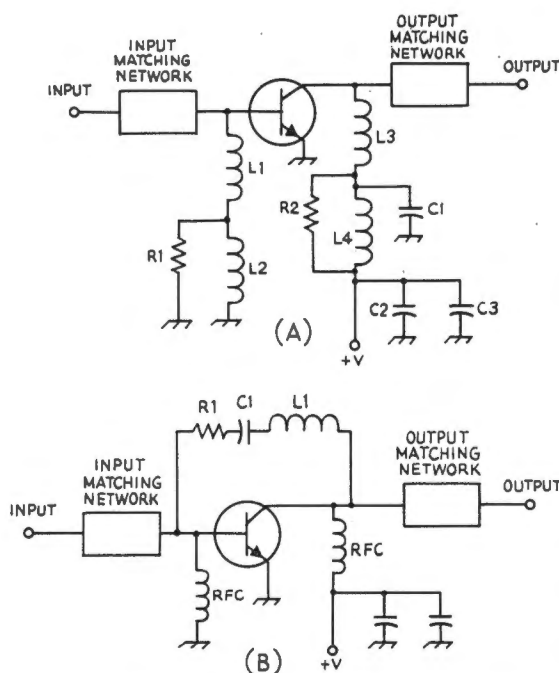 INPUT
MATCHING
NETWORK
OUTPUT
MATCHING
NETWORK
INPUT
OUTPUT
L1
L3
R2
C1
L4
R1
L2
C2
C3
(A)
+V
R1
C1
L1
INPUT
MATCHING
NETWORK
OUTPUT
MATCHING
NETWORK
INPUT
OUTPUT
RFC
RFC
(B)
+V